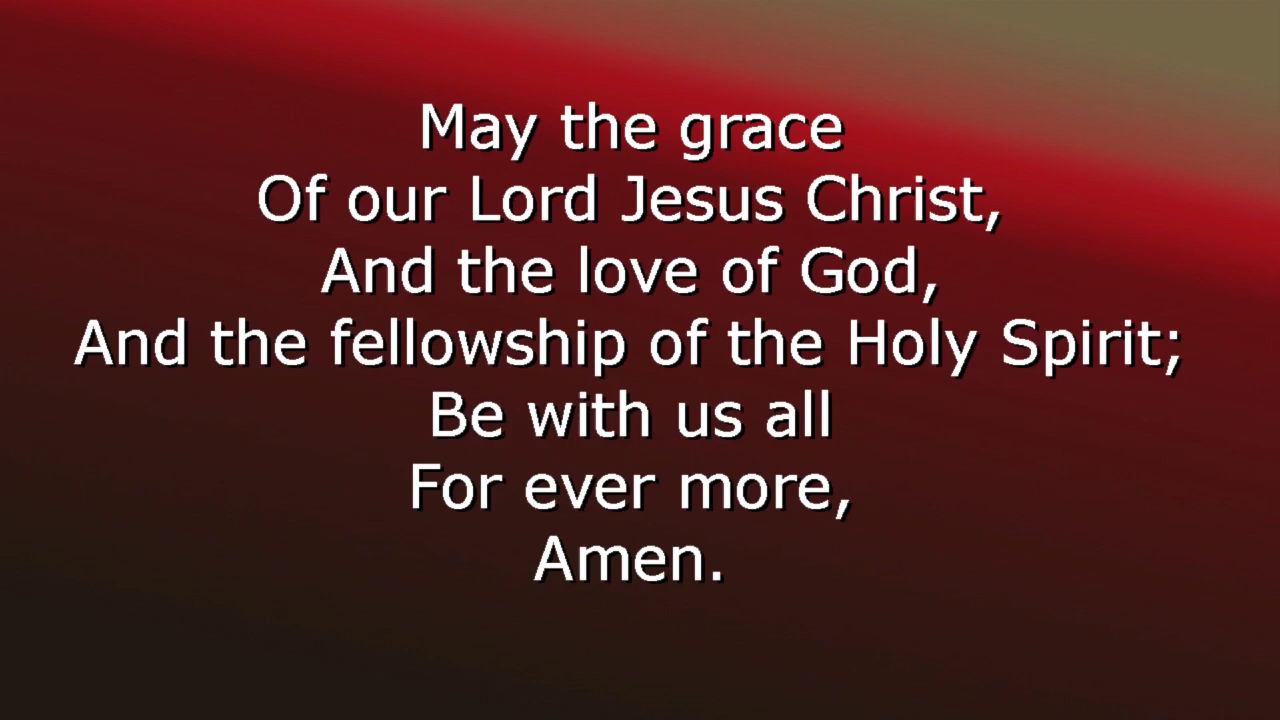 May the grace
Of our Lord Jesus Christ,
And the love of God,
And the fellowship of the Holy Spirit;
Be with us all
For ever more,
Amen.